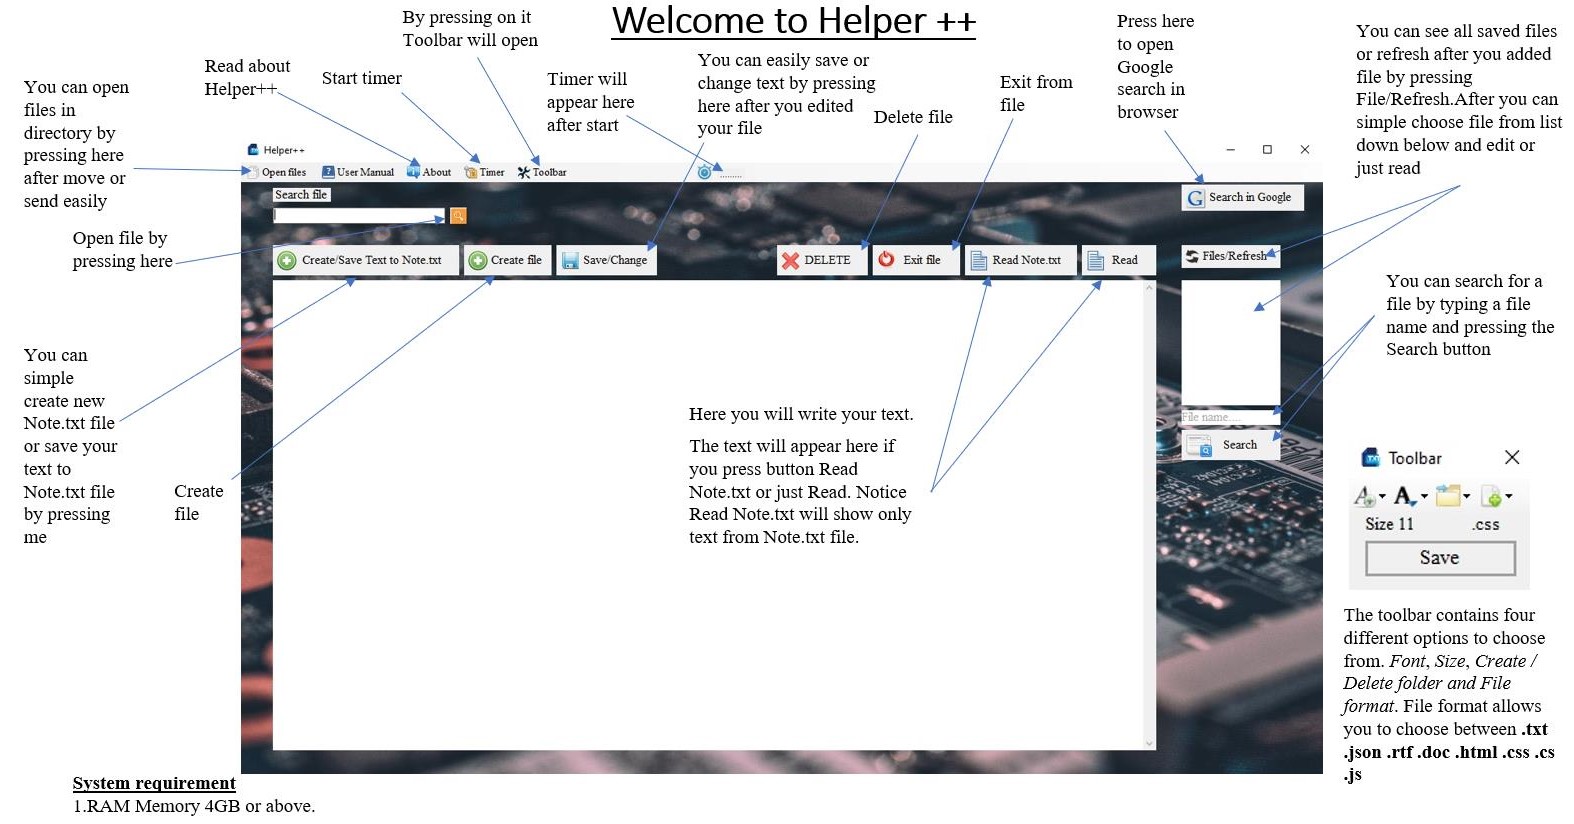 Welcome to Helper ++
By pressing on it
Toolbar will open
Press here
to open
Google
search in
browser
You can see all saved files
or refresh after you added
file by pressing
File/Refresh.After you can
simple choose file from list
down below and edit or
just read
You can open
files in
directory by
pressing here
after move or
send easily
Read about
Helper++
Start timer
Timer will
appear here
after start
You can easily save or
change text by pressing
here after you edited
your file
Delete file
Exit from
file
Helper++
Open files
User Manual
About
Timer
Toolbar
.........
Search file
Search in Google
Open file by
pressing here
Create/Save Text to Note.txt
Create file
Save/Change
DELETE
Exit file
Read Note.txt
Read
Files/Refresh
You can search for a
file by typing a file
name and pressing the
Search button
You can
simple
create new
Note.txt file
or save your
text to
Note.txt file
by pressing
me
Create
file
Here you will write your text.
The text will appear here if
you press button Read
Note.txt or just Read. Notice
Read Note.txt will show only
text from Note.txt file.
File name....
Search
Toolbar
Size 11
.css
Save
The toolbar contains four
different options to choose
from. Font, Size, Create /
Delete folder and File
format. File format allows
you to choose between .txt
.json .rtf .doc .html .css .cs
.js
System requirement
1.RAM Memory 4GB or above.